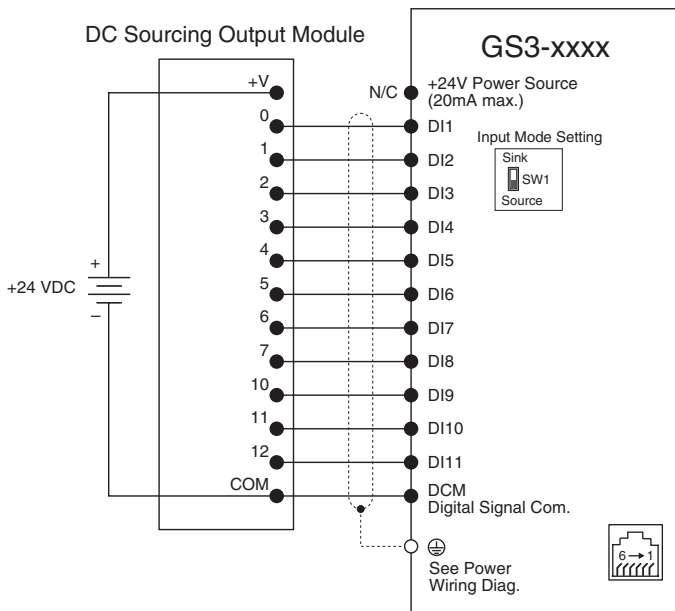 DC Sourcing Output Module
GS3-xxxx
+V
N/C
+24V Power Source
(20mA max.)
0
DI1
Input Mode Setting
Sink
SW1
Source
1
DI2
2
DI3
3
DI4
4
DI5
+
+24 VDC
–
5
DI6
6
DI7
7
DI8
10
DI9
11
DI10
12
DI11
COM
DCM
Digital Signal Com.
See Power
Wiring Diag.
6→1